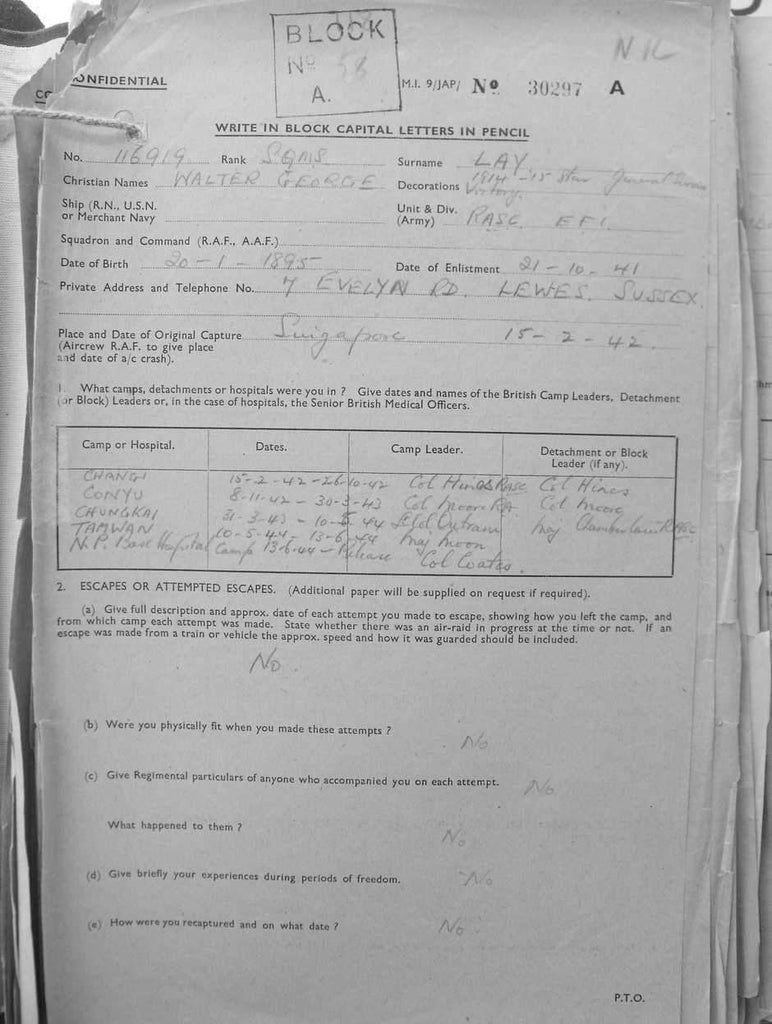 BLOCK
No 58
A.
NIL
CONFIDENTIAL
M.I. 9/JAP/ No 30297 A
WRITE IN BLOCK CAPITAL LETTERS IN PENCIL
No. 116919 Rank SQMS Surname LAY
Christian Names WALTER GEORGE Decorations 1914-15 Star General Service
Victory.
Ship (R.N., U.S.N.
or Merchant Navy
Unit & Div.
(Army) RASC EFI.
Squadron and Command (R.A.F., A.A.F.)
Date of Birth 20-1-1895 Date of Enlistment 21-10-41
Private Address and Telephone No. 7 EVELYN RD. LEWES. SUSSEX.
Place and Date of Original Capture Singapore 15-2-42.
(Aircrew R.A.F. to give place
and date of a/c crash).
1. What camps, detachments or hospitals were you in ? Give dates and names of the British Camp Leaders, Detachment
(or Block) Leaders or, in the case of hospitals, the Senior British Medical Officers.
Camp or Hospital. Dates. Camp Leader. Detachment or Block
Leader (if any).
CHANGI 15-2-42-26-10-42 Col Hines RASC Col Hines
CONYU 8-11-42 - 30-3-43 Col Moore RA Col Moore
CHUNGKAI 31-3-43 - 10-5-44 Lt Col Outram Maj Chamberlain RASC
TAMWAN 10-5-44 - 13-6-44 Maj Moon
N.P. Base Hospital Camp 13-6-44 - Release Col Coates.
2. ESCAPES OR ATTEMPTED ESCAPES. (Additional paper will be supplied on request if required).
(a) Give full description and approx. date of each attempt you made to escape, showing how you left the camp, and
from which camp each attempt was made. State whether there was an air-raid in progress at the time or not. If an
escape was made from a train or vehicle the approx. speed and how it was guarded should be included.
No.
(b) Were you physically fit when you made these attempts ?
No
(c) Give Regimental particulars of anyone who accompanied you on each attempt. No
What happened to them ?
No
(d) Give briefly your experiences during periods of freedom. No
(e) How were you recaptured and on what date ? No.
P.T.O.